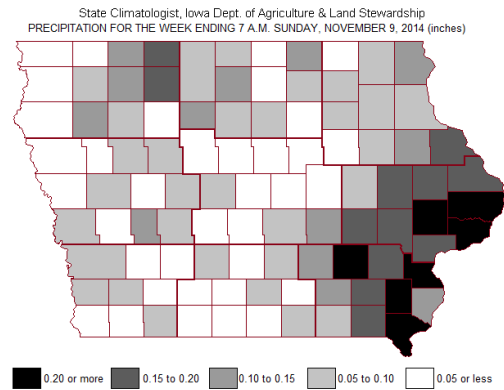 State Climatologist, Iowa Dept. of Agriculture & Land Stewardship
PRECIPITATION FOR THE WEEK ENDING 7 A.M. SUNDAY, NOVEMBER 9, 2014 (inches)
0.20 or more 0.15 to 0.20 0.10 to 0.15 0.05 to 0.10 0.05 or less